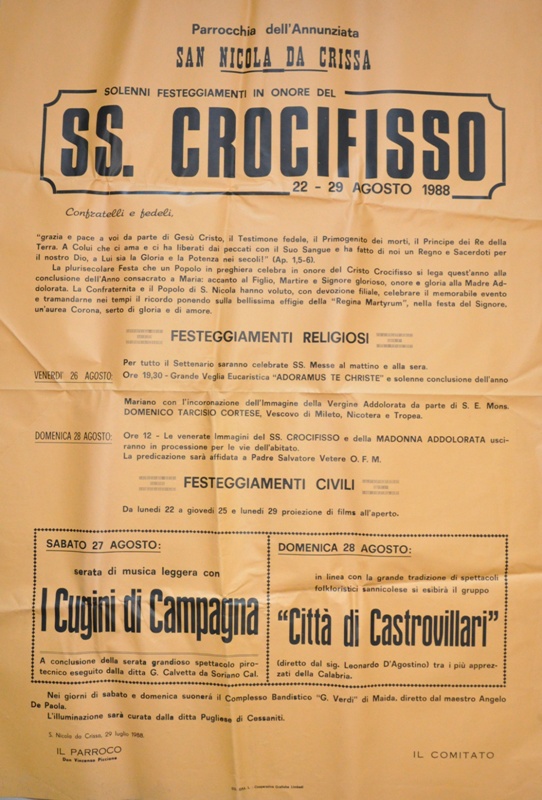 Parrocchia dell'Annunziata
SAN NICOLA DA CRISSA
SOLENNI FESTEGGIAMENTI IN ONORE DEL
SS. CROCIFISSO
22 - 29 AGOSTO 1988
Confratelli e fedeli,
"grazia e pace a voi da parte di Gesù Cristo, il Testimone fedele, il Primogenito dei morti, il Principe dei Re della
Terra. A Colui che ci ama e ci ha liberati dai peccati con il Suo Sangue e ha fatto di noi un Regno e Sacerdoti per
il nostro Dio, a Lui sia la Gloria e la Potenza nei secoli!" (Ap. 1,5-6).
La plurisecolare Festa che un Popolo in preghiera celebra in onore del Cristo Crocifisso si lega quest'anno alla
conclusione dell'Anno consacrato a Maria: accanto al Figlio, Martire e Signore glorioso, onore e gloria alla Madre Ad-
dolorata. La Confraternita e il Popolo di S. Nicola hanno voluto, con devozione filiale, celebrare il memorabile evento
e tramandarne nei tempi il ricordo ponendo sulla bellissima effigie della "Regina Martyrum", nella festa del Signore,
un'aurea Corona, serto di gloria e di amore.
FESTEGGIAMENTI RELIGIOSI
Per tutto il Settenario saranno celebrate SS. Messe al mattino e alla sera.
VENERDI' 26 AGOSTO: Ore 19,30 - Grande Veglia Eucaristica "ADORAMUS TE CHRISTE" e solenne conclusione dell'anno
Mariano con l'incoronazione dell'Immagine della Vergine Addolorata da parte di S. E. Mons.
DOMENICO TARCISIO CORTESE, Vescovo di Mileto, Nicotera e Tropea.
DOMENICA 28 AGOSTO: Ore 12 - Le venerate Immagini del SS. CROCIFISSO e della MADONNA ADDOLORATA usci-
ranno in processione per le vie dell'abitato.
La predicazione sarà affidata a Padre Salvatore Vetere O. F. M.
FESTEGGIAMENTI CIVILI
Da lunedì 22 a giovedì 25 e lunedì 29 proiezione di films all'aperto.
SABATO 27 AGOSTO:
serata di musica leggera con
I Cugini di Campagna
A conclusione della serata grandioso spettacolo piro-
tecnico eseguito dalla ditta G. Calvetta da Soriano Cal.
DOMENICA 28 AGOSTO:
in linea con la grande tradizione di spettacoli
folkloristici sannicolese si esibirà il gruppo
"Città di Castrovillari"
(diretto dal sig. Leonardo D'Agostino) tra i più apprez-
zati della Calabria.
Nei giorni di sabato e domenica suonerà il Complesso Bandistico "G. Verdi" di Maida, diretto dal maestro Angelo
De Paola.
L'illuminazione sarà curata dalla ditta Pugliese di Cessaniti.
S. Nicola da Crissa, 29 luglio 1988
IL PARROCO
Don Vincenzo Piccione
IL COMITATO